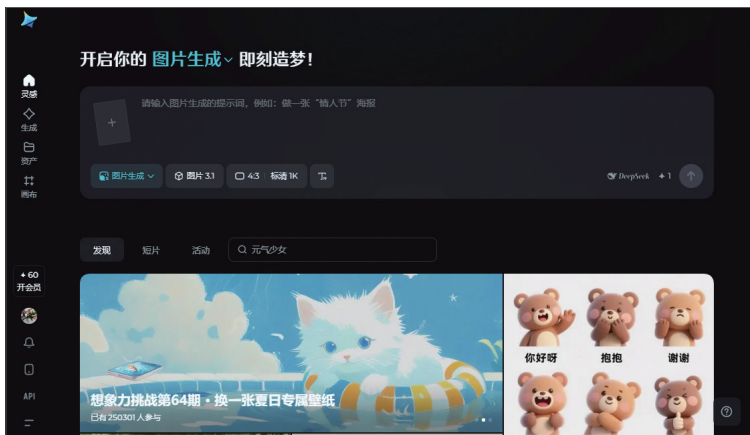 开启你的 图片生成 即刻造梦!
灵感
生成
资产
画布
+ 60
开会员
API
请输入图片生成的提示词，例如：做一张“情人节”海报
图片生成
图片 3.1
4:3
标清 1K
DeepSeek
1
发现
短片
活动
元气少女
想象力挑战第64期·换一张夏日专属壁纸
已有250301人参与
你好呀
抱抱
谢谢